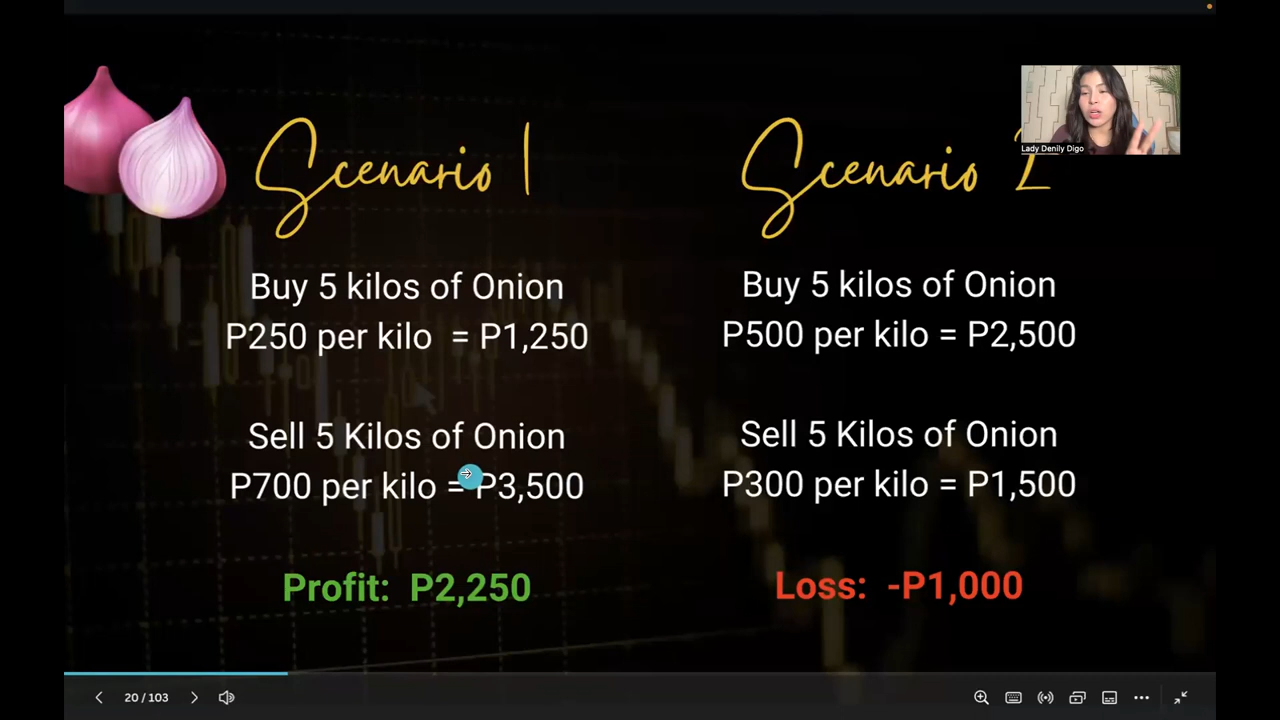 Scenario 1
Buy 5 kilos of Onion
P250 per kilo = P1,250
Sell 5 Kilos of Onion
P700 per kilo = P3,500
Profit: P2,250
Scenario 2
Buy 5 kilos of Onion
P500 per kilo = P2,500
Sell 5 Kilos of Onion
P300 per kilo = P1,500
Loss: -P1,000
Lady Denily Digo
20 / 103